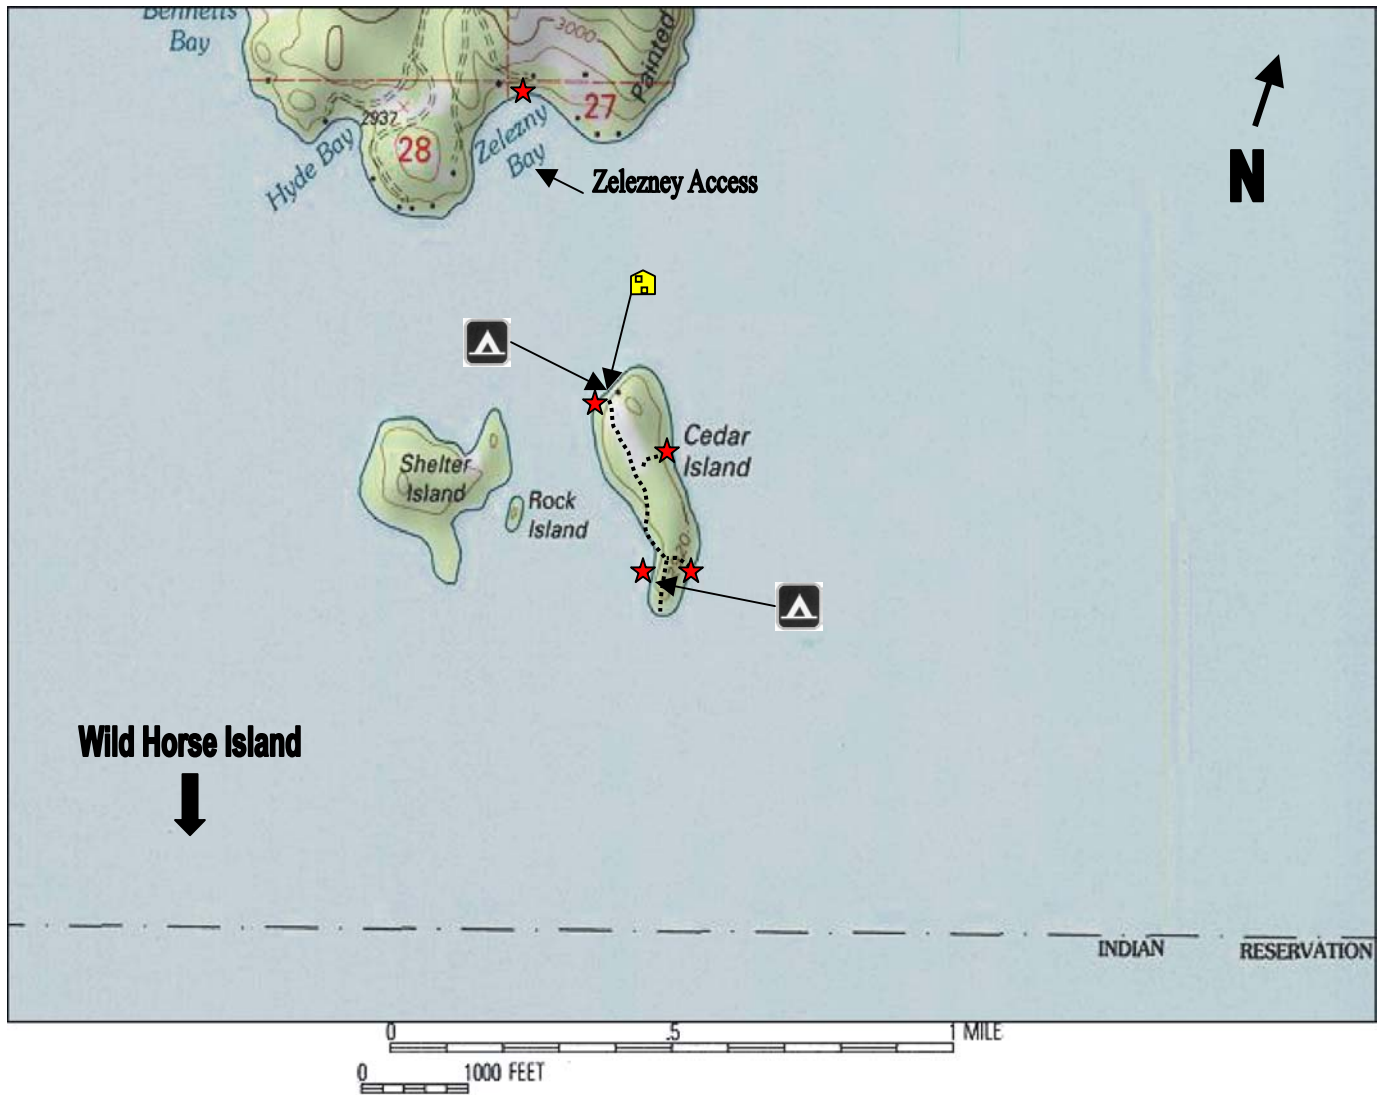 Bennetts
Bay
3000
Painted
27
2937
28
Hyde Bay
Zelezny
Bay
Zelezney Access
N
Cedar
Island
Shelter
Island
Rock
Island
Wild Horse Island
INDIAN RESERVATION
0 .5 1 MILE
0 1000 FEET